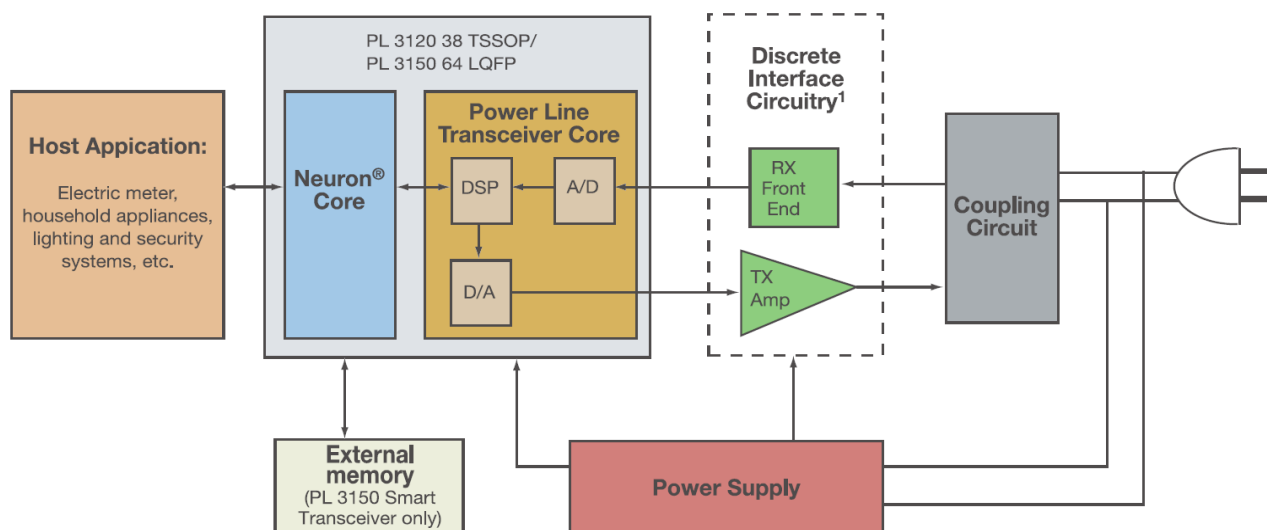 PL 3120 38 TSSOP/
PL 3150 64 LQFP
Host Appication:
Electric meter,
household appliances,
lighting and security
systems, etc.
Neuron®
Core
Power Line
Transceiver Core
DSP
A/D
D/A
Discrete
Interface
Circuitry¹
RX
Front
End
TX
Amp
Coupling
Circuit
External
memory
(PL 3150 Smart
Transceiver only)
Power Supply